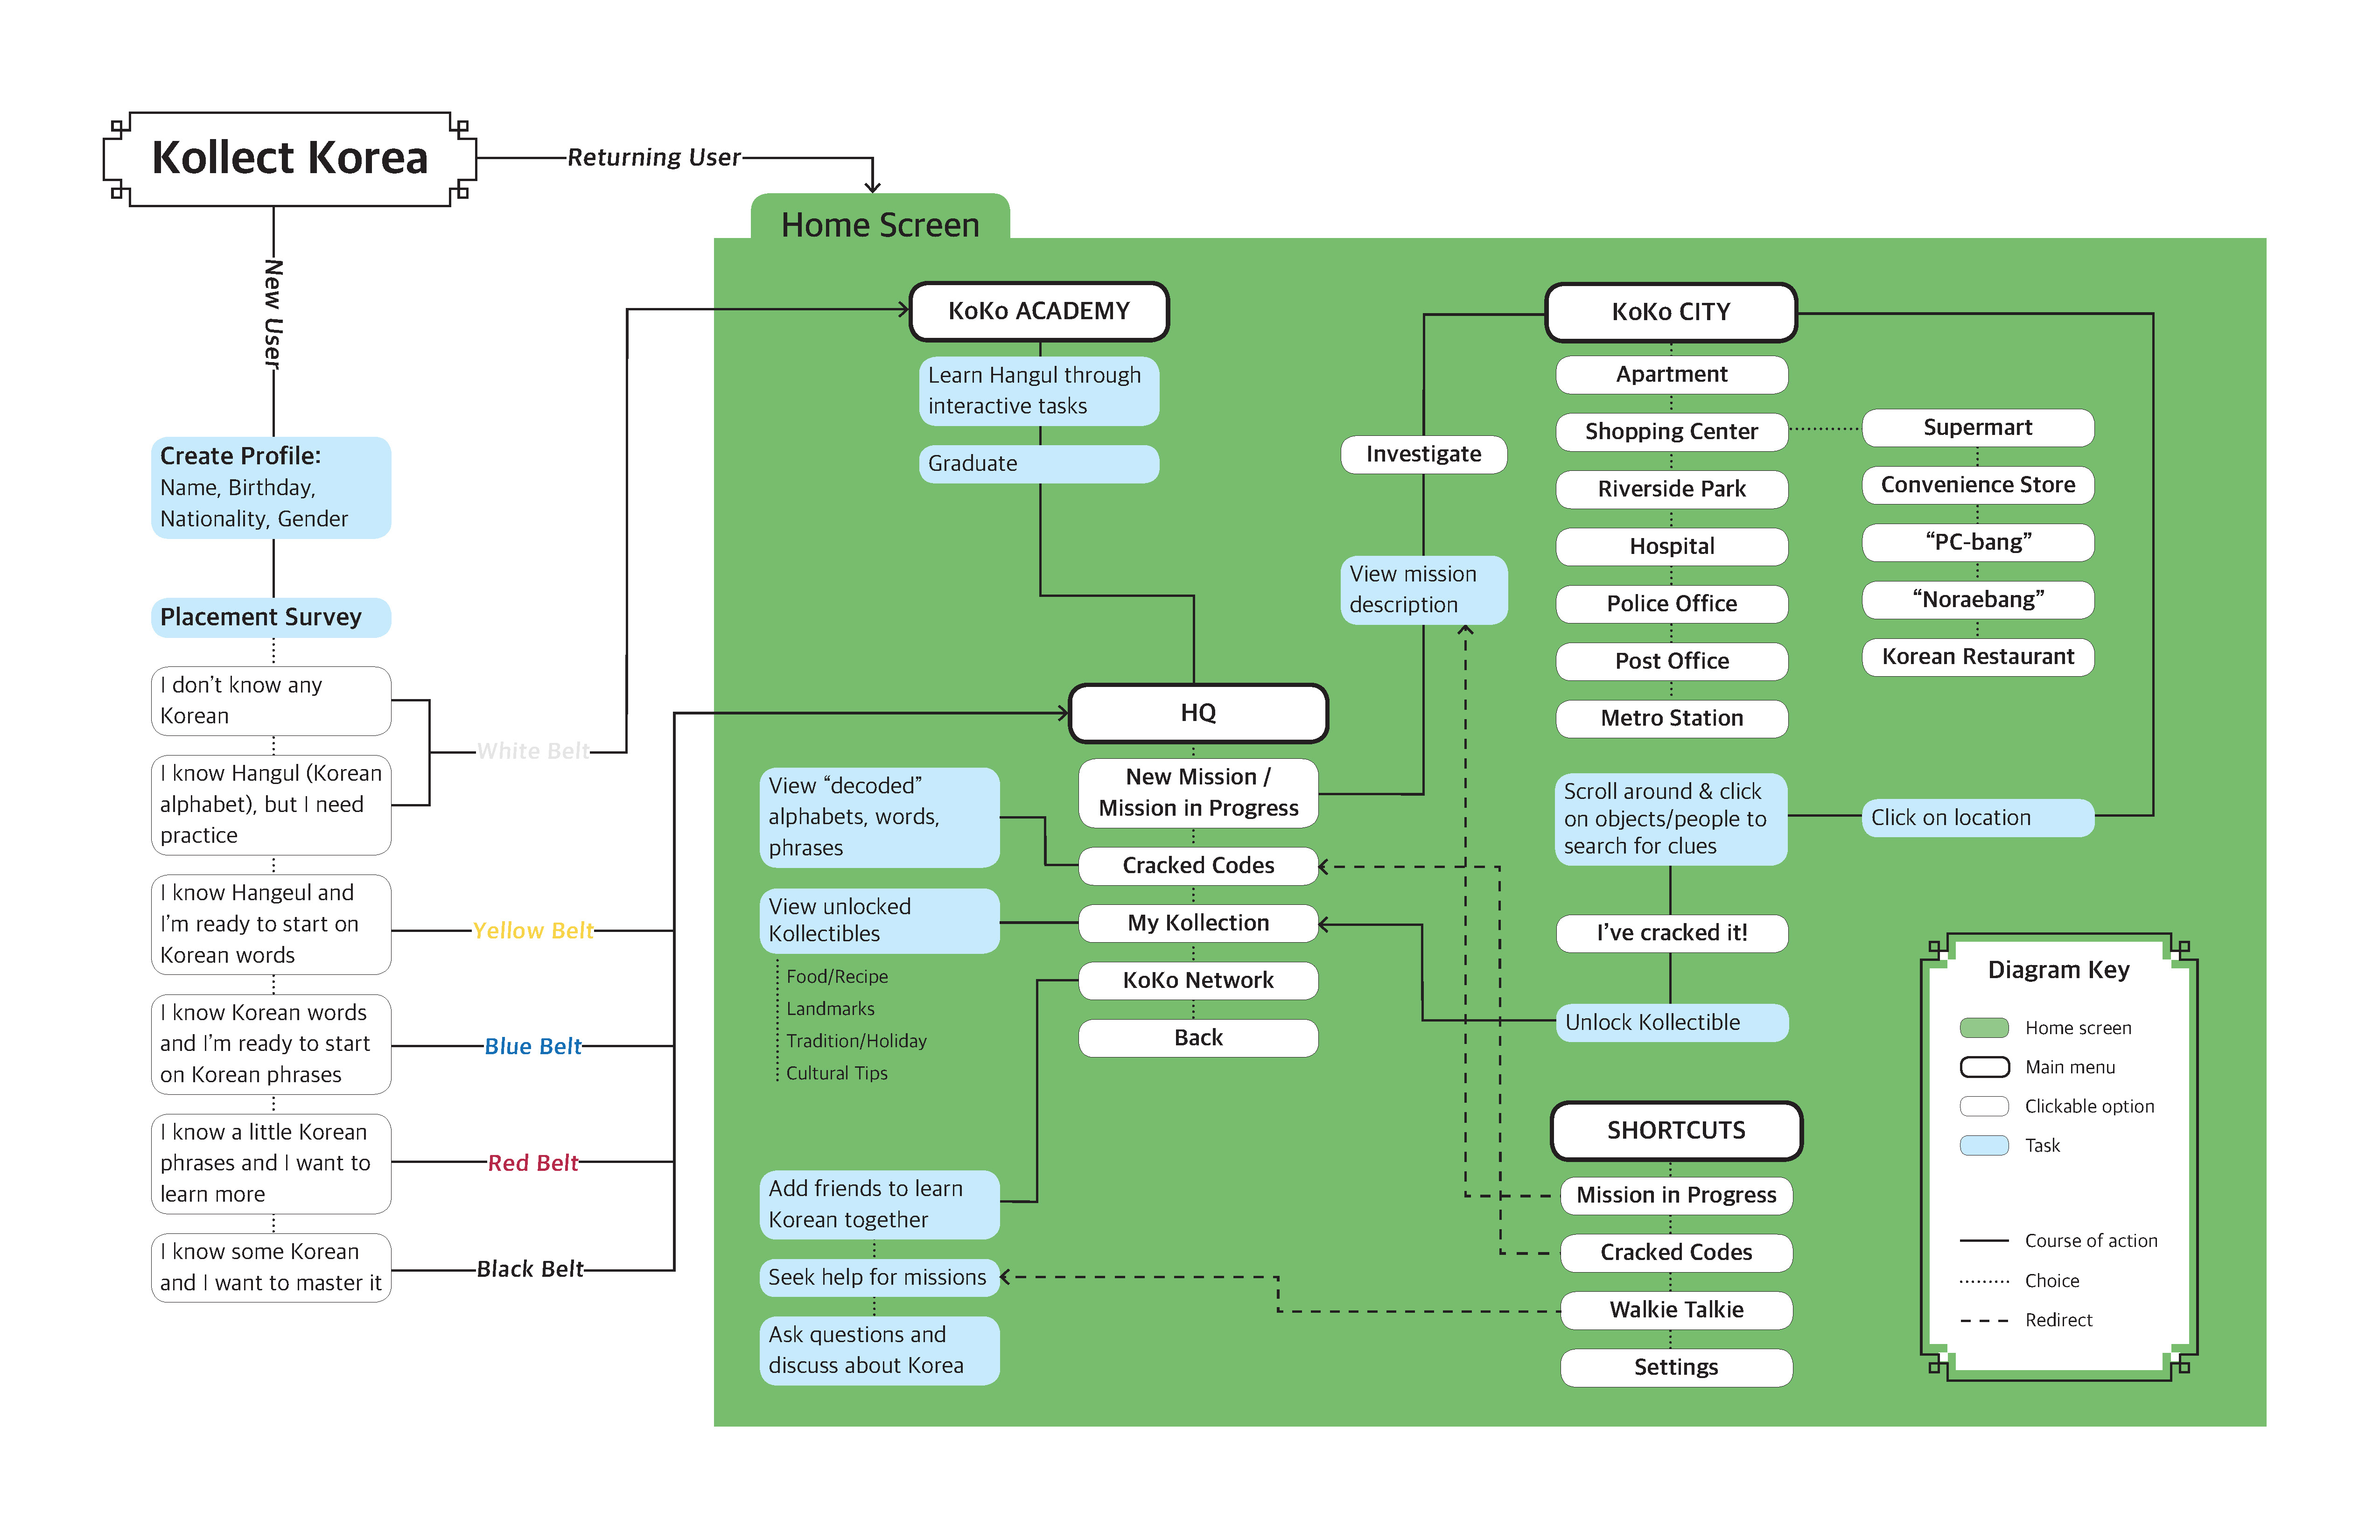 Kollect Korea
Returning User
New User
Create Profile:
Name, Birthday,
Nationality, Gender
Placement Survey
I don't know any
Korean
I know Hangul (Korean
alphabet), but I need
practice
White Belt
I know Hangeul and
I'm ready to start on
Korean words
Yellow Belt
I know Korean words
and I'm ready to start
on Korean phrases
Blue Belt
I know a little Korean
phrases and I want to
learn more
Red Belt
I know some Korean
and I want to master it
Black Belt
Home Screen
KoKo ACADEMY
Learn Hangul through
interactive tasks
Graduate
HQ
New Mission /
Mission in Progress
Cracked Codes
My Kollection
KoKo Network
Back
View “decoded”
alphabets, words,
phrases
View unlocked
Kollectibles
Food/Recipe
Landmarks
Tradition/Holiday
Cultural Tips
Add friends to learn
Korean together
Seek help for missions
Ask questions and
discuss about Korea
Investigate
View mission
description
KoKo CITY
Apartment
Shopping Center
Riverside Park
Hospital
Police Office
Post Office
Metro Station
Supermart
Convenience Store
“PC-bang”
“Noraebang”
Korean Restaurant
Scroll around & click
on objects/people to
search for clues
Click on location
I've cracked it!
Unlock Kollectible
SHORTCUTS
Mission in Progress
Cracked Codes
Walkie Talkie
Settings
Diagram Key
Home screen
Main menu
Clickable option
Task
Course of action
Choice
Redirect